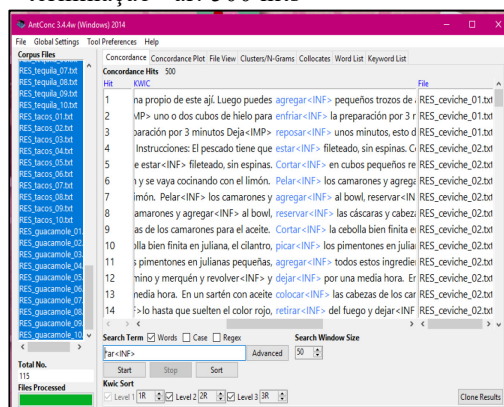 AntConc 3.4.4w (Windows) 2014
File Global Settings Tool Preferences Help
Corpus Files
RES_tequila_07.txt
RES_tequila_08.txt
RES_tequila_09.txt
RES_tequila_10.txt
RES_tacos_01.txt
RES_tacos_02.txt
RES_tacos_03.txt
RES_tacos_04.txt
RES_tacos_05.txt
RES_tacos_06.txt
RES_tacos_07.txt
RES_tacos_08.txt
RES_tacos_09.txt
RES_tacos_10.txt
RES_guacamole_01.
RES_guacamole_02.
RES_guacamole_03.
RES_guacamole_04.
RES_guacamole_05.
RES_guacamole_06.
RES_guacamole_07.
RES_guacamole_08.
RES_guacamole_09.
RES_guacamole_10.
Total No.
115
Files Processed
Concordance Concordance Plot File View Clusters/N-Grams Collocates Word List Keyword List
Concordance Hits 500
Hit KWIC File
1 na propio de este ají. Luego puedes agregar<INF> pequeños trozos de RES_ceviche_01.txt
2 MP> uno o dos cubos de hielo para enfriar<INF> la preparación por 3 RES_ceviche_01.txt
3 paración por 3 minutos Deja<IMP> reposar<INF> unos minutos, esto d RES_ceviche_01.txt
4 Instrucciones: El pescado tiene que estar<INF> fileteado, sin espinas. RES_ceviche_02.txt
5 e estar<INF> fileteado, sin espinas. Cortar<INF> en cubos pequeños re RES_ceviche_02.txt
6 y se vaya cocinando con el limón. Pelar<INF> los camarones y agrega RES_ceviche_02.txt
7 imón. Pelar<INF> los camarones y agregar<INF> al bowl, reservar<IN RES_ceviche_02.txt
8 amarones y agregar<INF> al bowl, reservar<INF> las cáscaras y cabeza RES_ceviche_02.txt
9 as de los camarones para el aceite. Cortar<INF> la cebolla bien finita en RES_ceviche_02.txt
10 olla bien finita en juliana, el cilantro, picar<INF> los pimentones en julia RES_ceviche_02.txt
11 s pimentones en julianas pequeñas, agregar<INF> todos estos ingredie RES_ceviche_02.txt
12 mino y merquén y revolver<INF> y dejar<INF> por una media hora. En RES_ceviche_02.txt
13 media hora. En un sartén con aceite colocar<INF> las cabezas de los car RES_ceviche_02.txt
14 >lo hasta que suelten el color rojo, retirar<INF> del fuego y dejar<INF RES_ceviche_02.txt
Search Term Words Case Regex Search Window Size
*ar<INF> Advanced 50
Start Stop Sort
Kwic Sort
Level 1 1R Level 2 2R Level 3 3R Clone Results